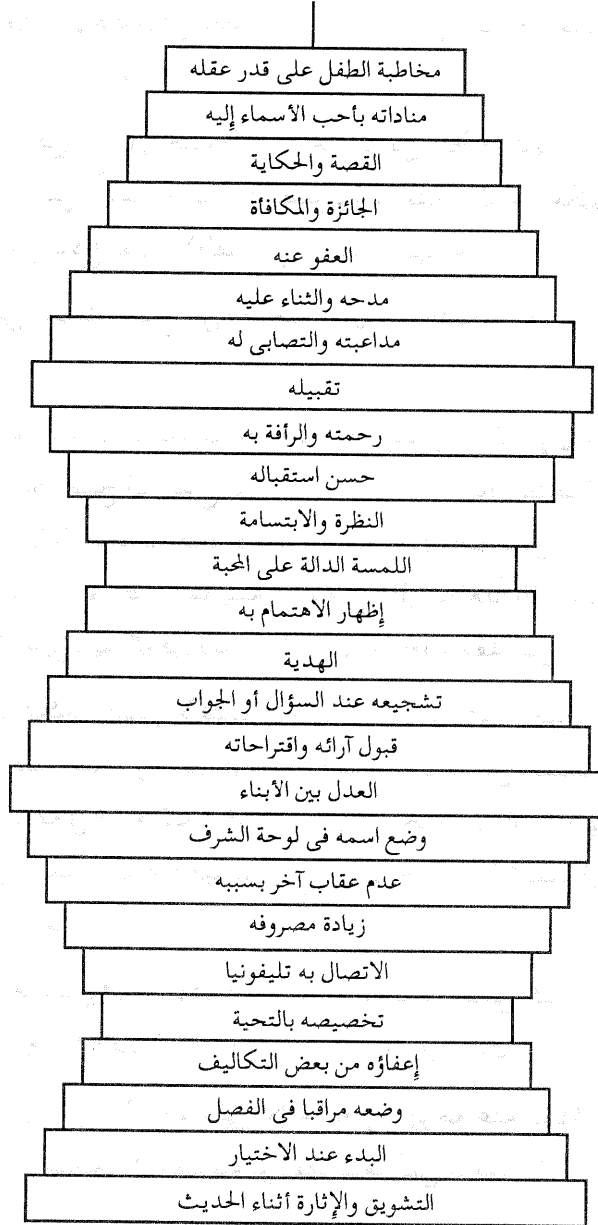 مخاطبة الطفل على قدر عقله
مناداته بأحب الأسماء إليه
القصة والحكاية
الجائزة والمكافأة
العفو عنه
مدحه والثناء عليه
مداعبته والتصابى له
تقبيله
رحمته والرأفة به
حسن استقباله
النظرة والابتسامة
اللمسة الدالة على المحبة
إظهار الاهتمام به
الهدية
تشجيعه عند السؤال أو الجواب
قبول آرائه واقتراحاته
العدل بين الأبناء
وضع اسمه فى لوحة الشرف
عدم عقاب آخر بسببه
زيادة مصروفه
الاتصال به تليفونيا
تخصيصه بالتحية
إعفاؤه من بعض التكاليف
وضعه مراقبا فى الفصل
البدء عند الاختيار
التشويق والإثارة أثناء الحديث